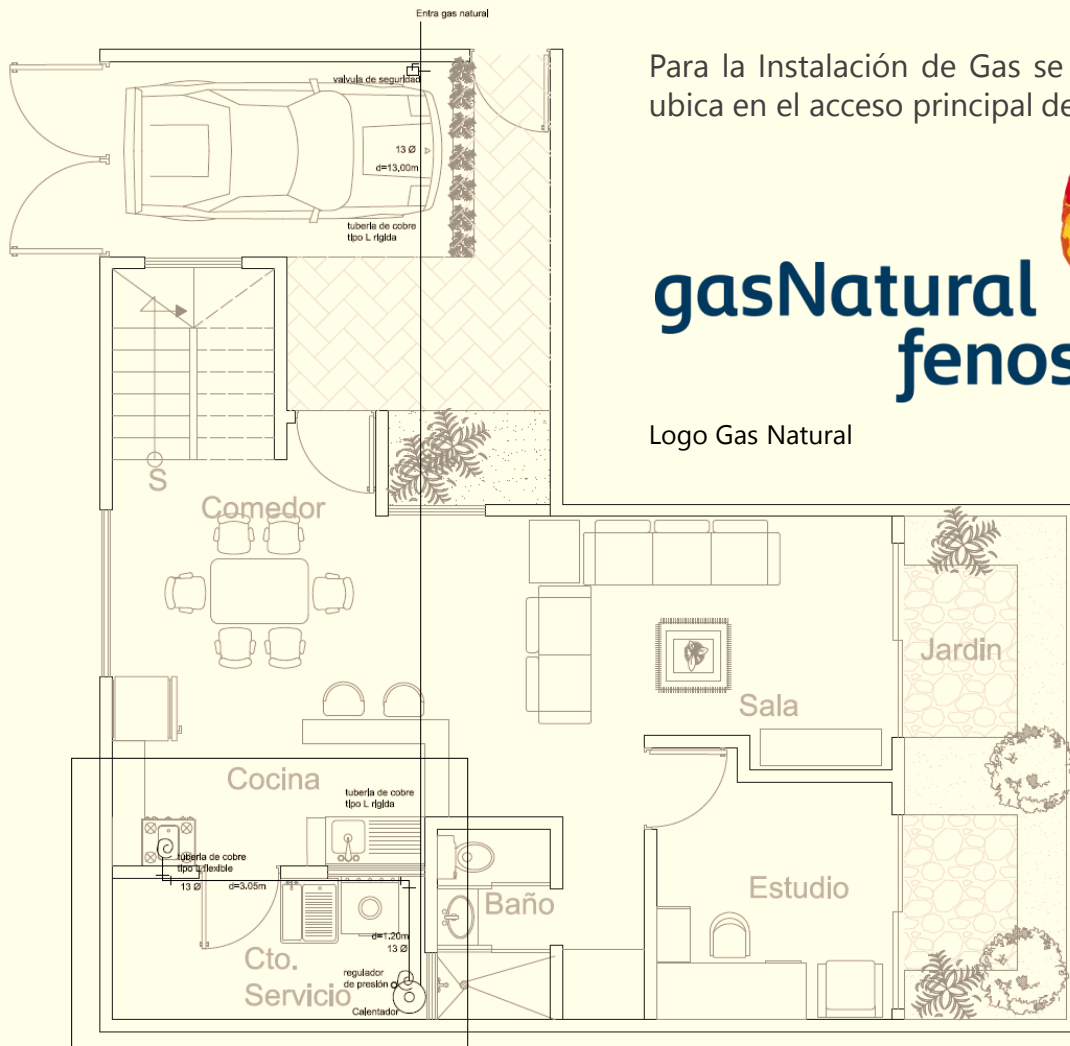 Entra gas natural
Para la Instalación de Gas se
ubica en el acceso principal de
valvula de seguridad
13 Ø
d=13,00m
tuberia de cobre
tipo L rigida
gasNatural
fenos
Logo Gas Natural
S
Comedor
Jardin
Sala
Cocina
tuberia de cobre
tipo L rigida
tuberia de cobre
tipo L flexible
13 Ø d=3.05m
Estudio
Baño
d=1.20m
13 Ø
Cto.
Servicio
regulador
de presión
Calentador